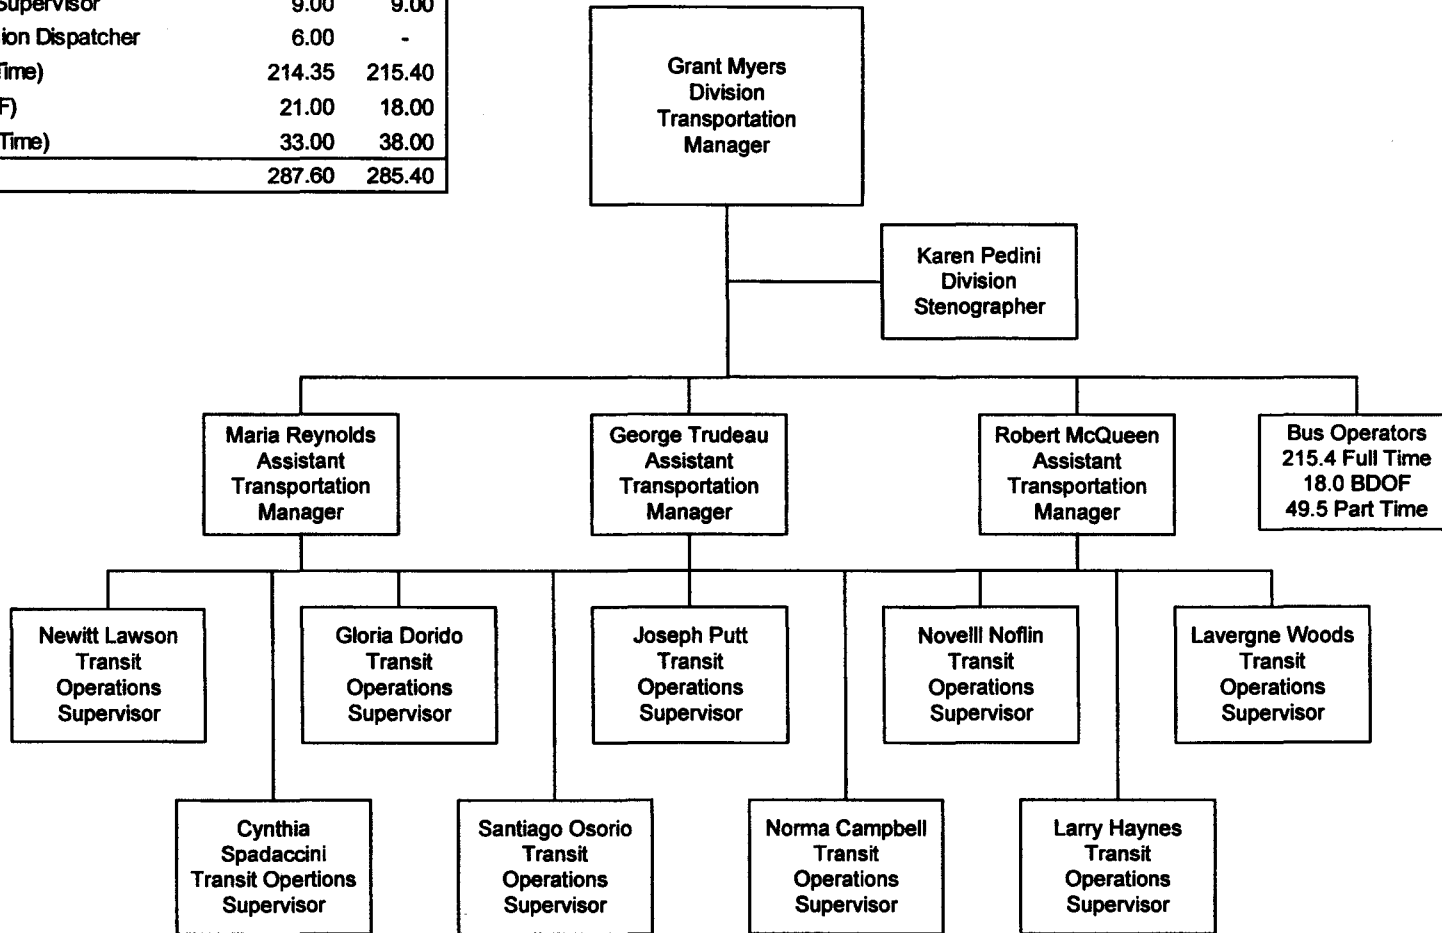 Supervisor 9.00 9.00
ion Dispatcher 6.00 -
Time) 214.35 215.40
F) 21.00 18.00
Time) 33.00 38.00
287.60 285.40
Grant Myers
Division
Transportation
Manager
Karen Pedini
Division
Stenographer
Maria Reynolds
Assistant
Transportation
Manager
George Trudeau
Assistant
Transportation
Manager
Robert McQueen
Assistant
Transportation
Manager
Bus Operators
215.4 Full Time
18.0 BDOF
49.5 Part Time
Newitt Lawson
Transit
Operations
Supervisor
Gloria Dorido
Transit
Operations
Supervisor
Joseph Putt
Transit
Operations
Supervisor
Novelll Noflin
Transit
Operations
Supervisor
Lavergne Woods
Transit
Operations
Supervisor
Cynthia
Spadaccini
Transit Opertions
Supervisor
Santiago Osorio
Transit
Operations
Supervisor
Norma Campbell
Transit
Operations
Supervisor
Larry Haynes
Transit
Operations
Supervisor